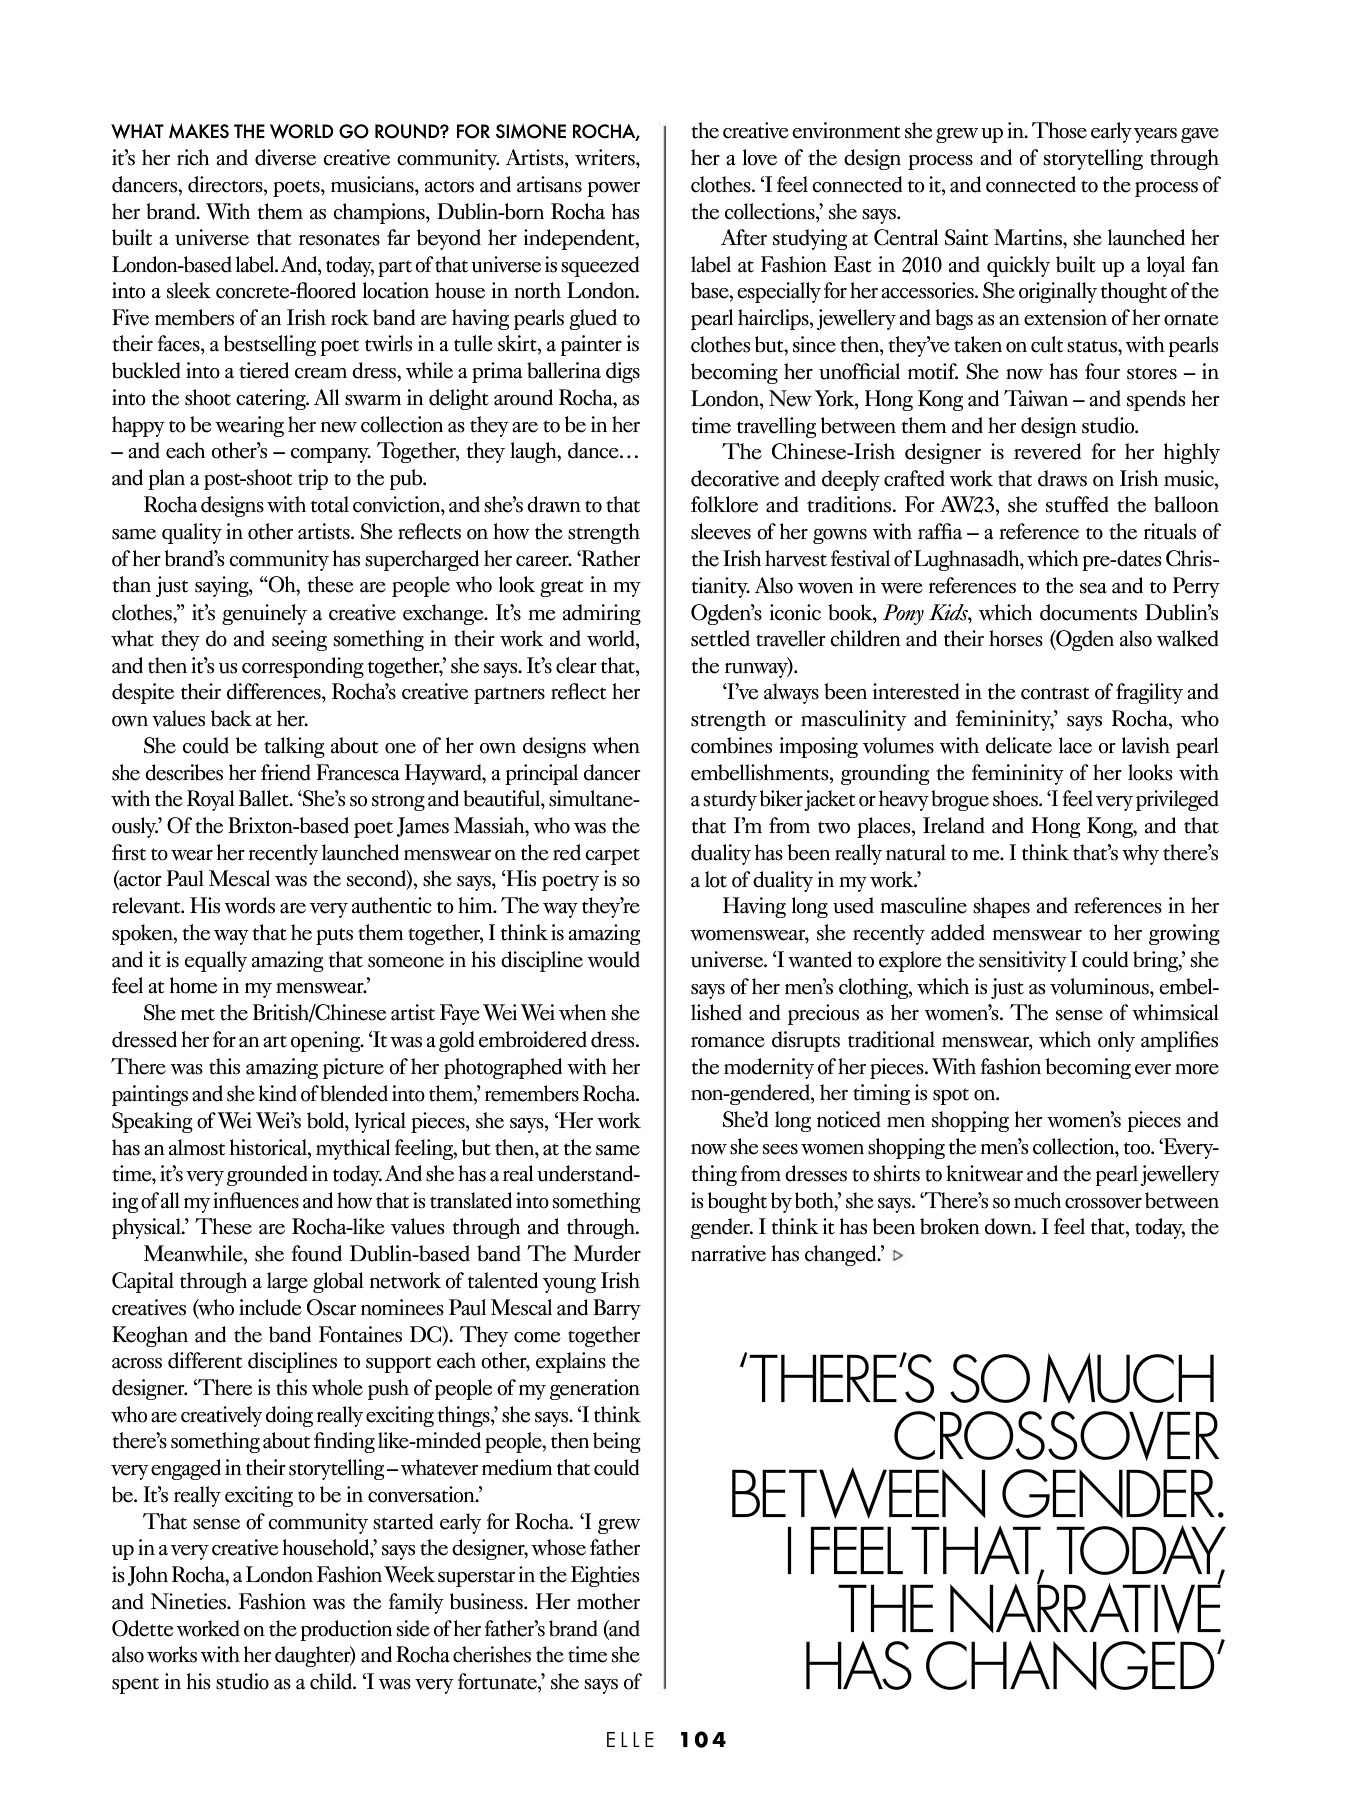 WHAT MAKES THE WORLD GO ROUND? FOR SIMONE ROCHA,
it’s her rich and diverse creative community. Artists, writers,
dancers, directors, poets, musicians, actors and artisans power
her brand. With them as champions, Dublin-born Rocha has
built a universe that resonates far beyond her independent,
London-based label. And, today, part of that universe is squeezed
into a sleek concrete-floored location house in north London.
Five members of an Irish rock band are having pearls glued to
their faces, a bestselling poet twirls in a tulle skirt, a painter is
buckled into a tiered cream dress, while a prima ballerina digs
into the shoot catering. All swarm in delight around Rocha, as
happy to be wearing her new collection as they are to be in her
– and each other’s – company. Together, they laugh, dance…
and plan a post-shoot trip to the pub.
Rocha designs with total conviction, and she’s drawn to that
same quality in other artists. She reflects on how the strength
of her brand’s community has supercharged her career. ‘Rather
than just saying, “Oh, these are people who look great in my
clothes,” it’s genuinely a creative exchange. It’s me admiring
what they do and seeing something in their work and world,
and then it’s us corresponding together,’ she says. It’s clear that,
despite their differences, Rocha’s creative partners reflect her
own values back at her.
She could be talking about one of her own designs when
she describes her friend Francesca Hayward, a principal dancer
with the Royal Ballet. ‘She’s so strong and beautiful, simultane-
ously.’ Of the Brixton-based poet James Massiah, who was the
first to wear her recently launched menswear on the red carpet
(actor Paul Mescal was the second), she says, ‘His poetry is so
relevant. His words are very authentic to him. The way they’re
spoken, the way that he puts them together, I think is amazing
and it is equally amazing that someone in his discipline would
feel at home in my menswear.’
She met the British/Chinese artist Faye Wei Wei when she
dressed her for an art opening. ‘It was a gold embroidered dress.
There was this amazing picture of her photographed with her
paintings and she kind of blended into them,’ remembers Rocha.
Speaking of Wei Wei’s bold, lyrical pieces, she says, ‘Her work
has an almost historical, mythical feeling, but then, at the same
time, it’s very grounded in today. And she has a real understand-
ing of all my influences and how that is translated into something
physical.’ These are Rocha-like values through and through.
Meanwhile, she found Dublin-based band The Murder
Capital through a large global network of talented young Irish
creatives (who include Oscar nominees Paul Mescal and Barry
Keoghan and the band Fontaines DC). They come together
across different disciplines to support each other, explains the
designer. ‘There is this whole push of people of my generation
who are creatively doing really exciting things,’ she says. ‘I think
there’s something about finding like-minded people, then being
very engaged in their storytelling – whatever medium that could
be. It’s really exciting to be in conversation.’
That sense of community started early for Rocha. ‘I grew
up in a very creative household,’ says the designer, whose father
is John Rocha, a London Fashion Week superstar in the Eighties
and Nineties. Fashion was the family business. Her mother
Odette worked on the production side of her father’s brand (and
also works with her daughter) and Rocha cherishes the time she
spent in his studio as a child. ‘I was very fortunate,’ she says of
the creative environment she grew up in. Those early years gave
her a love of the design process and of storytelling through
clothes. ‘I feel connected to it, and connected to the process of
the collections,’ she says.
After studying at Central Saint Martins, she launched her
label at Fashion East in 2010 and quickly built up a loyal fan
base, especially for her accessories. She originally thought of the
pearl hairclips, jewellery and bags as an extension of her ornate
clothes but, since then, they’ve taken on cult status, with pearls
becoming her unofficial motif. She now has four stores – in
London, New York, Hong Kong and Taiwan – and spends her
time travelling between them and her design studio.
The Chinese-Irish designer is revered for her highly
decorative and deeply crafted work that draws on Irish music,
folklore and traditions. For AW23, she stuffed the balloon
sleeves of her gowns with raffia – a reference to the rituals of
the Irish harvest festival of Lughnasadh, which pre-dates Chris-
tianity. Also woven in were references to the sea and to Perry
Ogden’s iconic book, Pony Kids, which documents Dublin’s
settled traveller children and their horses (Ogden also walked
the runway).
‘I’ve always been interested in the contrast of fragility and
strength or masculinity and femininity,’ says Rocha, who
combines imposing volumes with delicate lace or lavish pearl
embellishments, grounding the femininity of her looks with
a sturdy biker jacket or heavy brogue shoes. ‘I feel very privileged
that I’m from two places, Ireland and Hong Kong, and that
duality has been really natural to me. I think that’s why there’s
a lot of duality in my work.’
Having long used masculine shapes and references in her
womenswear, she recently added menswear to her growing
universe. ‘I wanted to explore the sensitivity I could bring,’ she
says of her men’s clothing, which is just as voluminous, embel-
lished and precious as her women’s. The sense of whimsical
romance disrupts traditional menswear, which only amplifies
the modernity of her pieces. With fashion becoming ever more
non-gendered, her timing is spot on.
She’d long noticed men shopping her women’s pieces and
now she sees women shopping the men’s collection, too. ‘Every-
thing from dresses to shirts to knitwear and the pearl jewellery
is bought by both,’ she says. ‘There’s so much crossover between
gender. I think it has been broken down. I feel that, today, the
narrative has changed.’ ▷
‘THERE’S SO MUCH
CROSSOVER
BETWEEN GENDER.
I FEEL THAT, TODAY,
THE NARRATIVE
HAS CHANGED’
ELLE 104